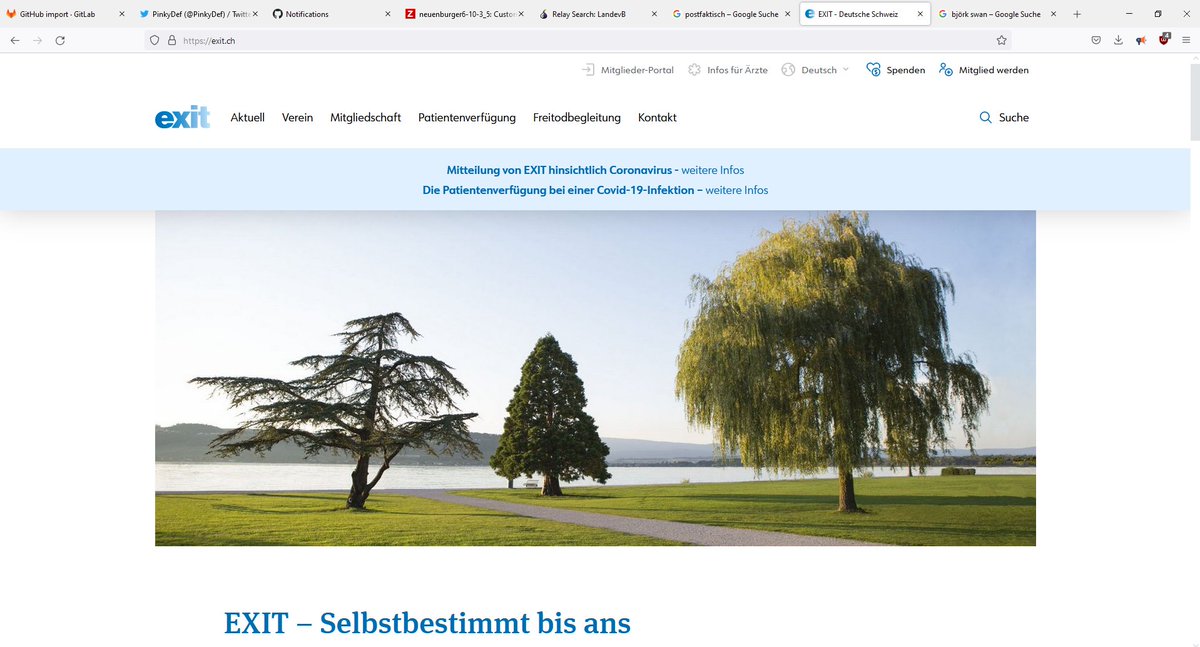 GitHub import · GitLab
PinkyDef (@PinkyDef) / Twitte
Notifications
neuenburger6-10-3_5: Custo
Relay Search: LandevB
postfaktisch – Google Suche
EXIT - Deutsche Schweiz
björk swan – Google Suche
https://exit.ch
4
Mitglieder-Portal
Infos für Ärzte
Deutsch
Spenden
Mitglied werden
exit
Aktuell
Verein
Mitgliedschaft
Patientenverfügung
Freitodbegleitung
Kontakt
Suche
Mitteilung von EXIT hinsichtlich Coronavirus - weitere Infos
Die Patientenverfügung bei einer Covid-19-Infektion – weitere Infos
EXIT – Selbstbestimmt bis ans